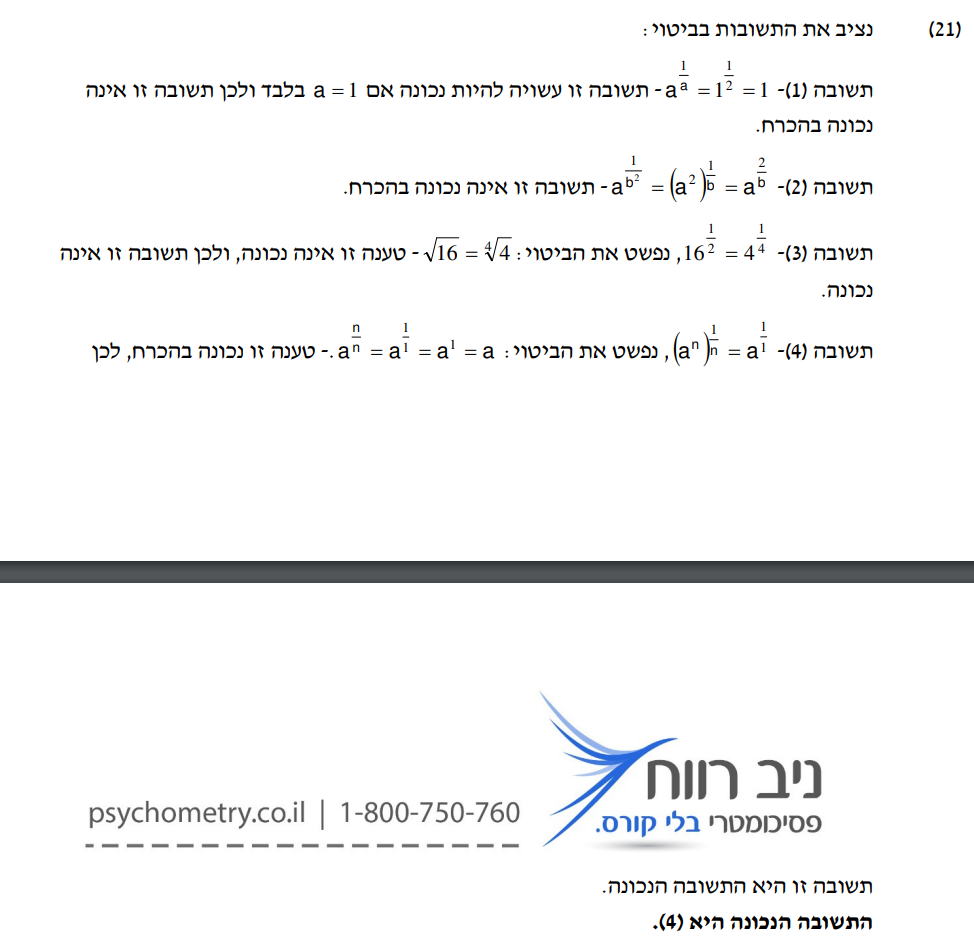 (21) נציב את התשובות בביטוי:
תשובה (1)- a^{\frac{1}{a}} = 1^{\frac{1}{2}} = 1 - תשובה זו עשויה להיות נכונה אם a = 1 בלבד ולכן תשובה זו אינה
נכונה בהכרח.
תשובה (2)- a^{\frac{1}{b^2}} = (a^2)^{\frac{1}{b}} = a^{\frac{2}{b}} - תשובה זו אינה נכונה בהכרח.
תשובה (3)- 16^{\frac{1}{2}} = 4^{\frac{1}{4}}, נפשט את הביטוי: \sqrt{16} = \sqrt[4]{4} - טענה זו אינה נכונה, ולכן תשובה זו אינה
נכונה.
תשובה (4)- (a^n)^{\frac{1}{n}} = a^{\frac{1}{1}}, נפשט את הביטוי: a^{\frac{n}{n}} = a^{\frac{1}{1}} = a^1 = a.- טענה זו נכונה בהכרח, לכן
ניב רווח
פסיכומטרי בלי קורס.
psychometry.co.il | 1-800-750-760
תשובה זו היא התשובה הנכונה.
התשובה הנכונה היא (4).